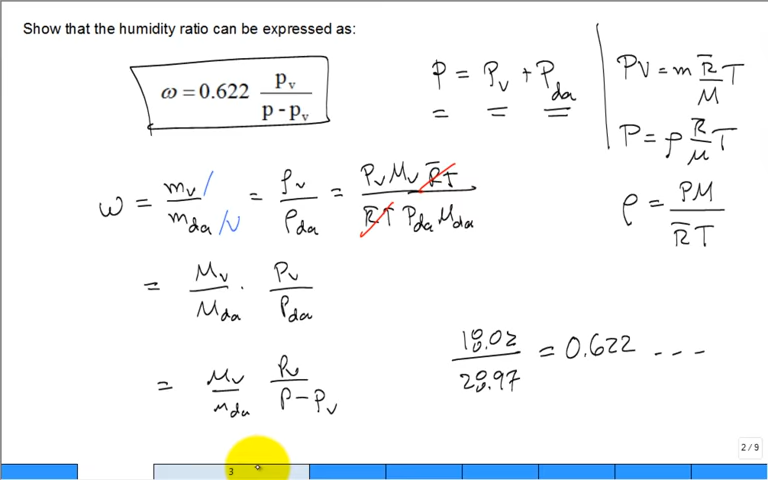 Show that the humidity ratio can be expressed as:
ω = 0.622 p_v / (p - p_v)
P = P_v + P_da
PV = m R̄/M T
P = ρ R̄/M T
ρ = PM / R̄T
ω = m_v/ / m_da/V = ρ_v / ρ_da = P_v M_v R̄T / R̄T P_da M_da
= M_v / M_da · P_v / P_da
= M_v / M_da P_v / P - P_v
18.02 / 28.97 = 0.622 ---
2 / 9
3